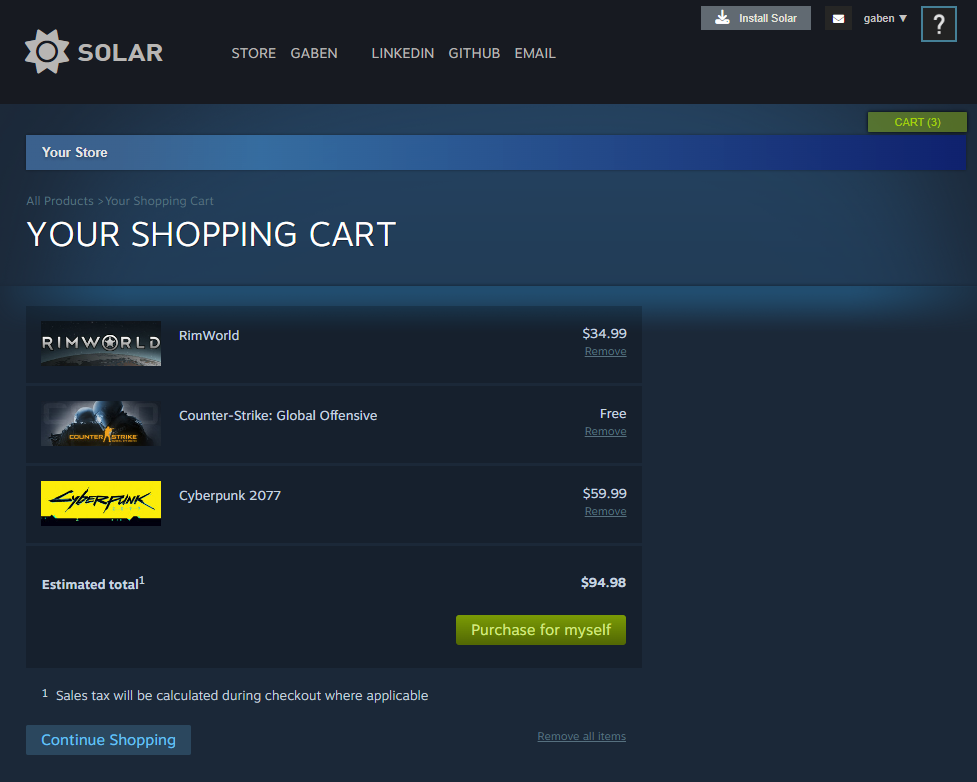 Install Solar
gaben ▼
?
SOLAR
STORE GABEN LINKEDIN GITHUB EMAIL
CART (3)
Your Store
All Products >Your Shopping Cart
YOUR SHOPPING CART
RIMWORLD
RimWorld
$34.99
Remove
COUNTER STRIKE
Counter-Strike: Global Offensive
Free
Remove
Cyberpunk
Cyberpunk 2077
$59.99
Remove
Estimated total¹
$94.98
Purchase for myself
¹ Sales tax will be calculated during checkout where applicable
Continue Shopping
Remove all items